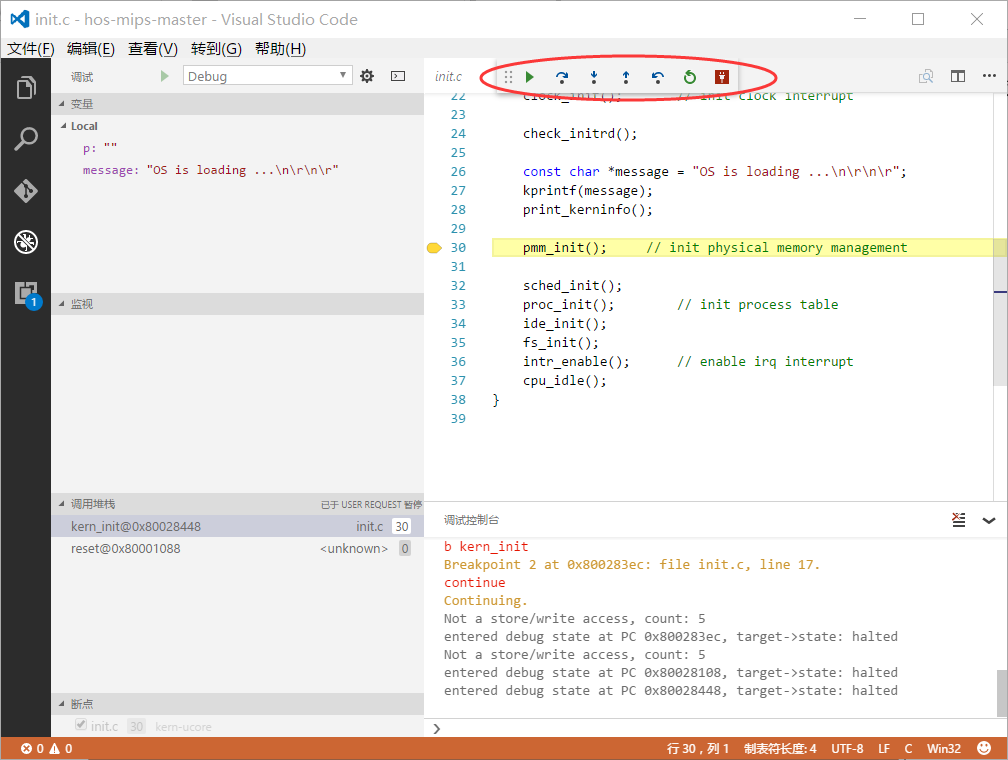 init.c - hos-mips-master - Visual Studio Code
文件(F) 编辑(E) 查看(V) 转到(G) 帮助(H)
调试 Debug
变量
Local
p: ""
message: "OS is loading ...\n\r\n\r"
监视
调用堆栈 已于 USER REQUEST 暂停
kern_init@0x80028448 init.c 30
reset@0x80001088 <unknown> 0
断点
init.c 30 kern-ucore
1
init.c
22 clock_init(); // init clock interrupt
23
24 check_initrd();
25
26 const char *message = "OS is loading ...\n\r\n\r";
27 kprintf(message);
28 print_kerninfo();
29
30 pmm_init(); // init physical memory management
31
32 sched_init();
33 proc_init(); // init process table
34 ide_init();
35 fs_init();
36 intr_enable(); // enable irq interrupt
37 cpu_idle();
38 }
39
调试控制台
b kern_init
Breakpoint 2 at 0x800283ec: file init.c, line 17.
continue
Continuing.
Not a store/write access, count: 5
entered debug state at PC 0x800283ec, target->state: halted
Not a store/write access, count: 5
entered debug state at PC 0x80028108, target->state: halted
entered debug state at PC 0x80028448, target->state: halted
0 0 行 30，列 1 制表符长度: 4 UTF-8 LF C Win32